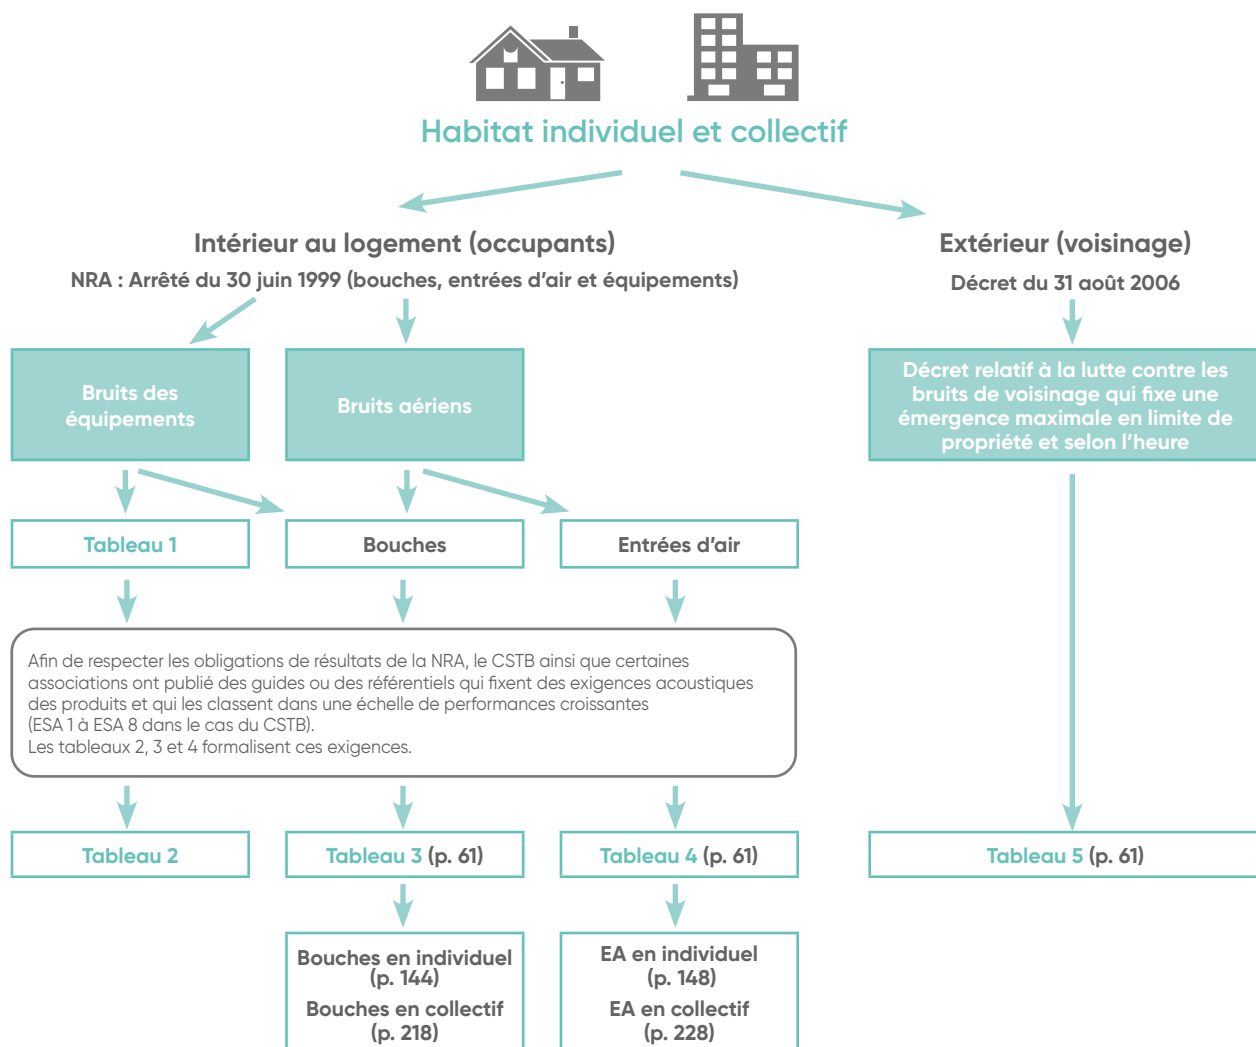 Habitat individuel et collectif
Intérieur au logement (occupants)
NRA : Arrêté du 30 juin 1999 (bouches, entrées d’air et équipements)
Extérieur (voisinage)
Décret du 31 août 2006
Bruits des
équipements
Bruits aériens
Décret relatif à la lutte contre les
bruits de voisinage qui fixe une
émergence maximale en limite de
propriété et selon l’heure
Tableau 1
Bouches
Entrées d’air
Afin de respecter les obligations de résultats de la NRA, le CSTB ainsi que certaines
associations ont publié des guides ou des référentiels qui fixent des exigences acoustiques
des produits et qui les classent dans une échelle de performances croissantes
(ESA 1 à ESA 8 dans le cas du CSTB).
Les tableaux 2, 3 et 4 formalisent ces exigences.
Tableau 2
Tableau 3 (p. 61)
Tableau 4 (p. 61)
Tableau 5 (p. 61)
Bouches en individuel
(p. 144)
Bouches en collectif
(p. 218)
EA en individuel
(p. 148)
EA en collectif
(p. 228)